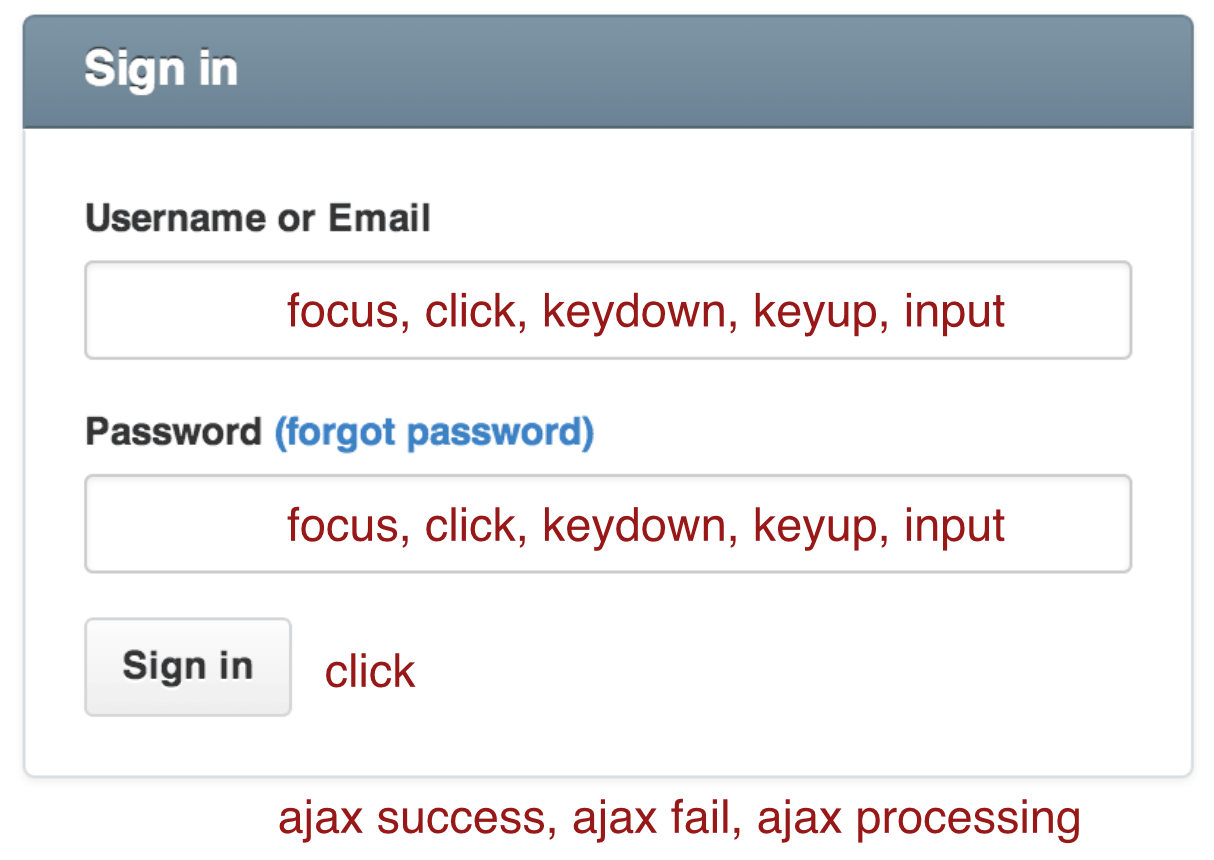 Sign in
Username or Email
focus, click, keydown, keyup, input
Password (forgot password)
focus, click, keydown, keyup, input
Sign in click
ajax success, ajax fail, ajax processing